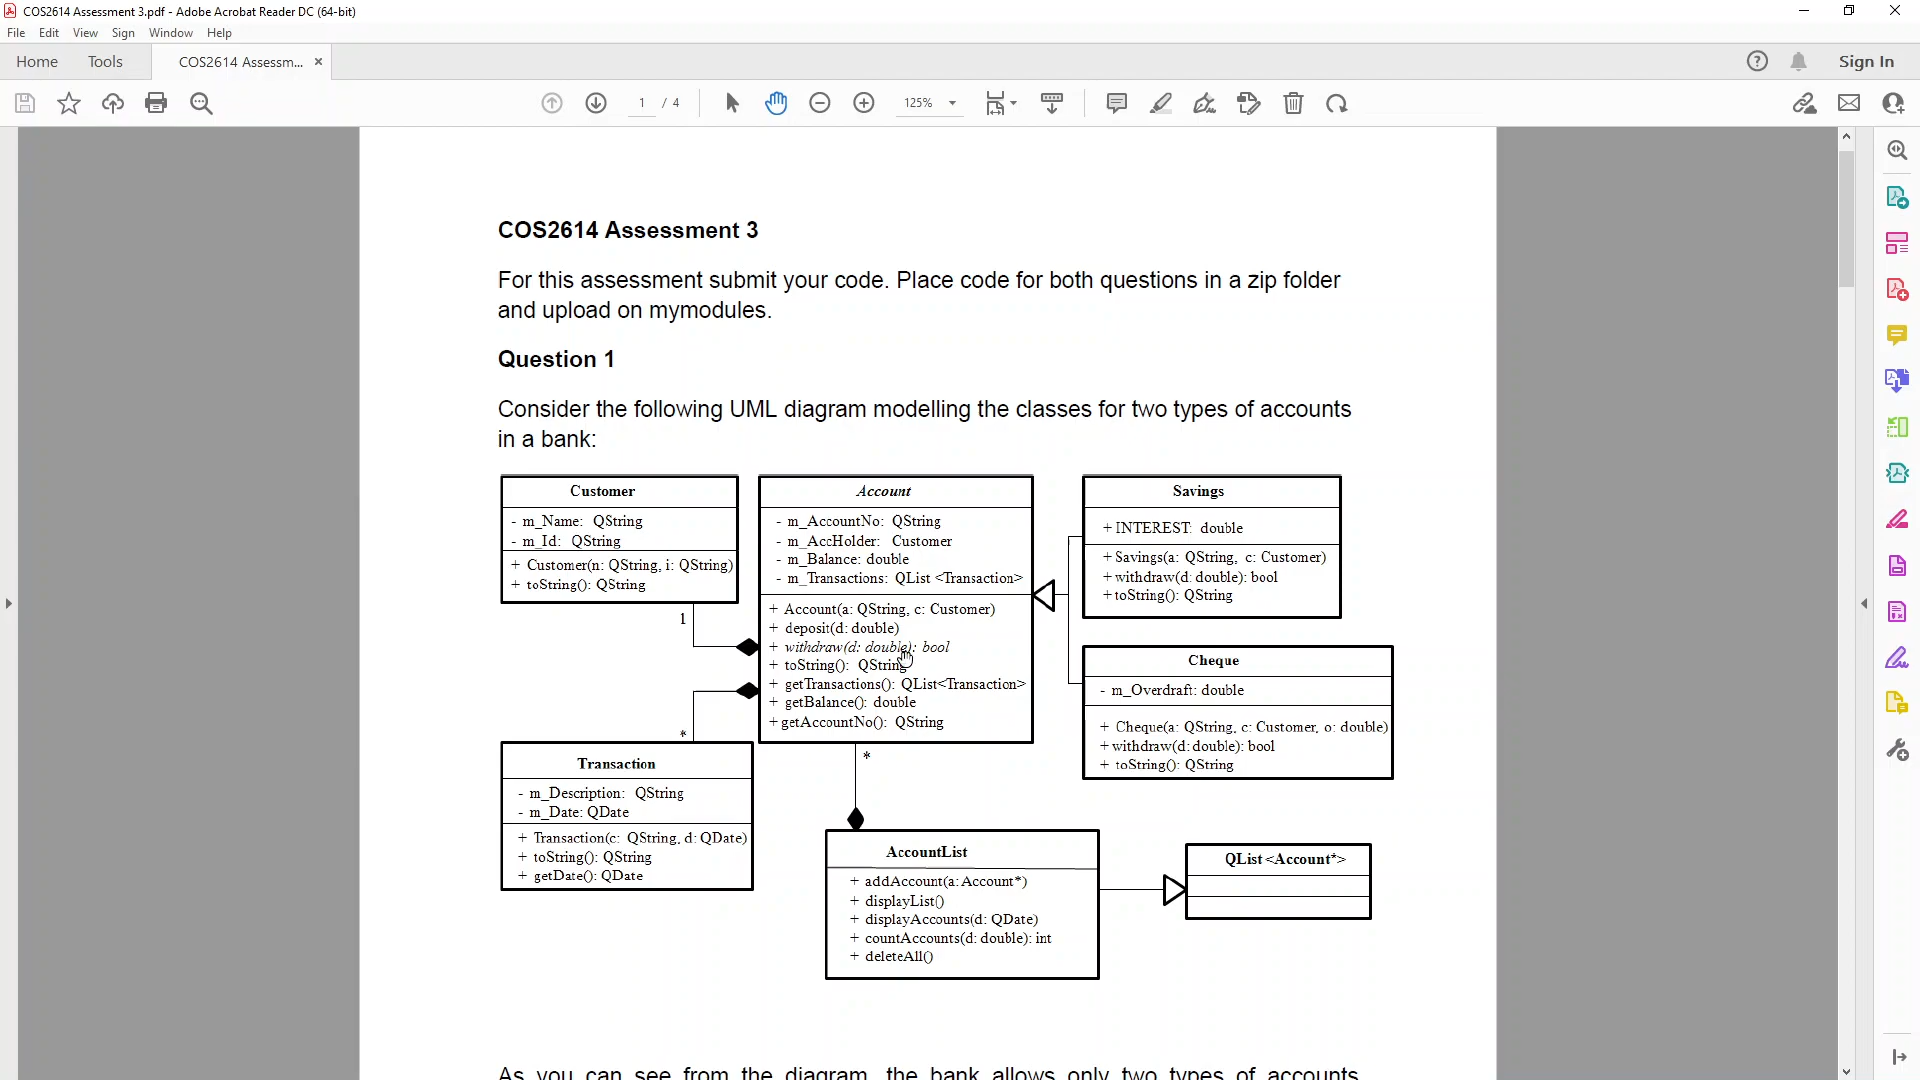 COS2614 Assessment 3.pdf - Adobe Acrobat Reader DC (64-bit)
File Edit View Sign Window Help
Home Tools COS2614 Assessm... ×
Sign In
1 / 4
125%
COS2614 Assessment 3
For this assessment submit your code. Place code for both questions in a zip folder
and upload on mymodules.
Question 1
Consider the following UML diagram modelling the classes for two types of accounts
in a bank:
Customer
- m_Name: QString
- m_Id: QString
+ Customer(n: QString, i: QString)
+ toString(): QString
1
Account
- m_AccountNo: QString
- m_AccHolder: Customer
- m_Balance: double
- m_Transactions: QList <Transaction>
+ Account(a: QString, c: Customer)
+ deposit(d: double)
+ withdraw(d: double): bool
+ toString(): QString
+ getTransactions(): QList<Transaction>
+ getBalance(): double
+ getAccountNo(): QString
Savings
+ INTEREST: double
+ Savings(a: QString, c: Customer)
+ withdraw(d: double): bool
+ toString(): QString
Cheque
- m_Overdraft: double
+ Cheque(a: QString, c: Customer, o: double)
+ withdraw(d: double): bool
+ toString(): QString
*
Transaction
- m_Description: QString
- m_Date: QDate
+ Transaction(c: QString, d: QDate)
+ toString(): QString
+ getDate(): QDate
*
AccountList
+ addAccount(a: Account*)
+ displayList()
+ displayAccounts(d: QDate)
+ countAccounts(d: double): int
+ deleteAll()
QList <Account*>
As you can see from the diagram, the bank allows only two types of accounts